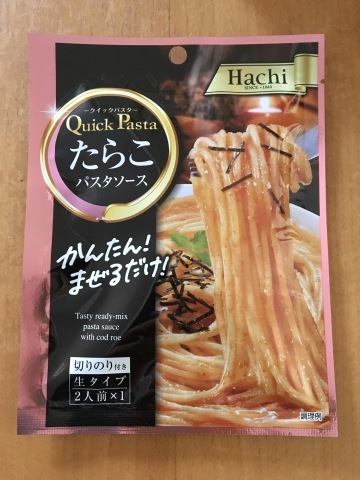 Hachi
SINCE・1845
ークイックパスター
Quick Pasta
たらこ
パスタソース
かんたん!
まぜるだけ!
Tasty ready-mix
pasta sauce
with cod roe
切りのり付き
生タイプ
2人前×1
調理例